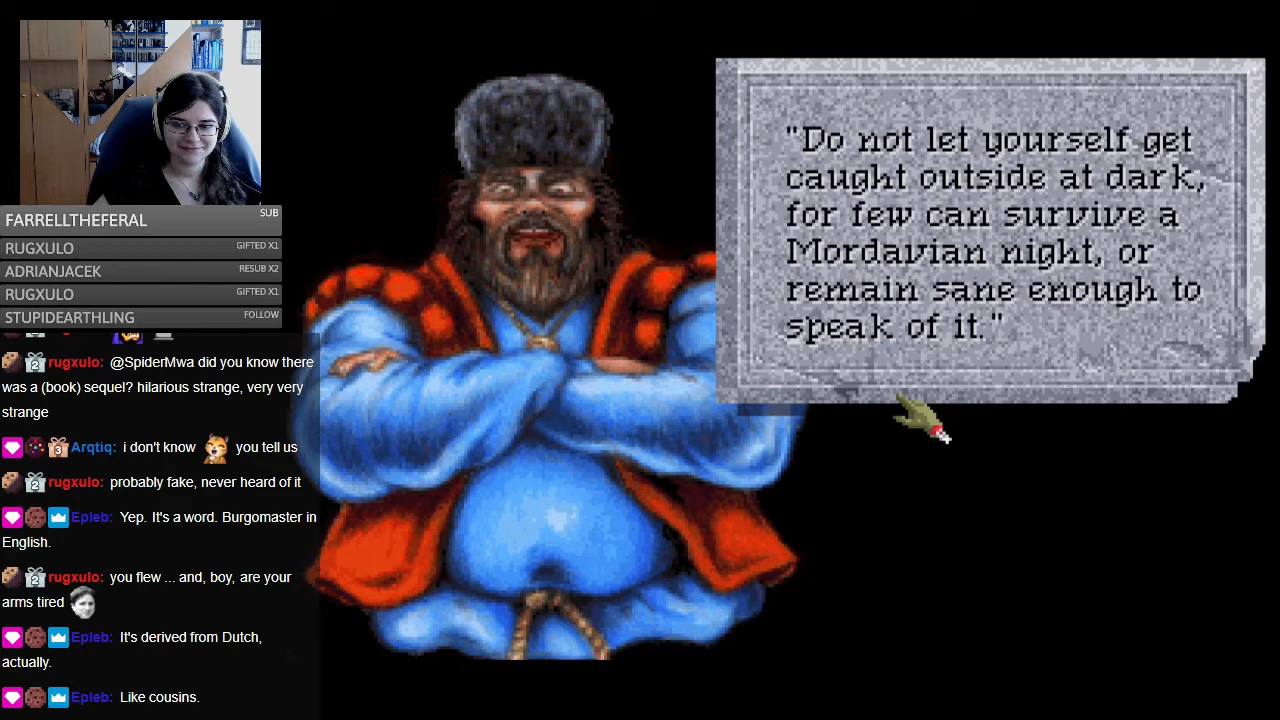 FARRELLTHEFERAL SUB
RUGXULO GIFTED X1
ADRIANJACEK RESUB X2
RUGXULO GIFTED X1
STUPIDEARTHLING FOLLOW
rugxulo: @SpiderMwa did you know there
was a (book) sequel? hilarious strange, very very
strange
Arqtiq: i don't know you tell us
rugxulo: probably fake, never heard of it
Epleb: Yep. It's a word. Burgomaster in
English.
rugxulo: you flew ... and, boy, are your
arms tired
Epleb: It's derived from Dutch,
actually.
Epleb: Like cousins.
"Do not let yourself get
caught outside at dark,
for few can survive a
Mordavian night, or
remain sane enough to
speak of it."